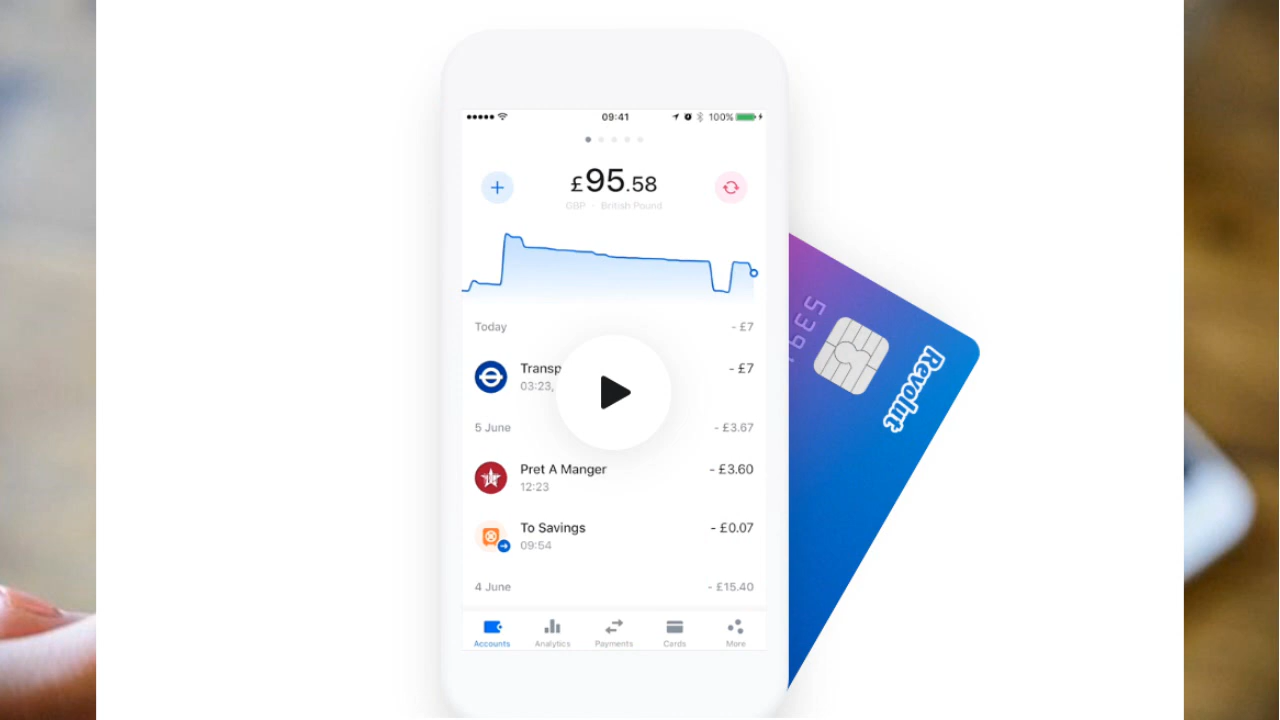 09:41
100%
£95.58
GBP · British Pound
Today
- £7
Transp
- £7
03:23,
5 June
- £3.67
Pret A Manger
- £3.60
12:23
To Savings
- £0.07
09:54
4 June
- £15.40
Accounts
Analytics
Payments
Cards
More
5391
Revolut